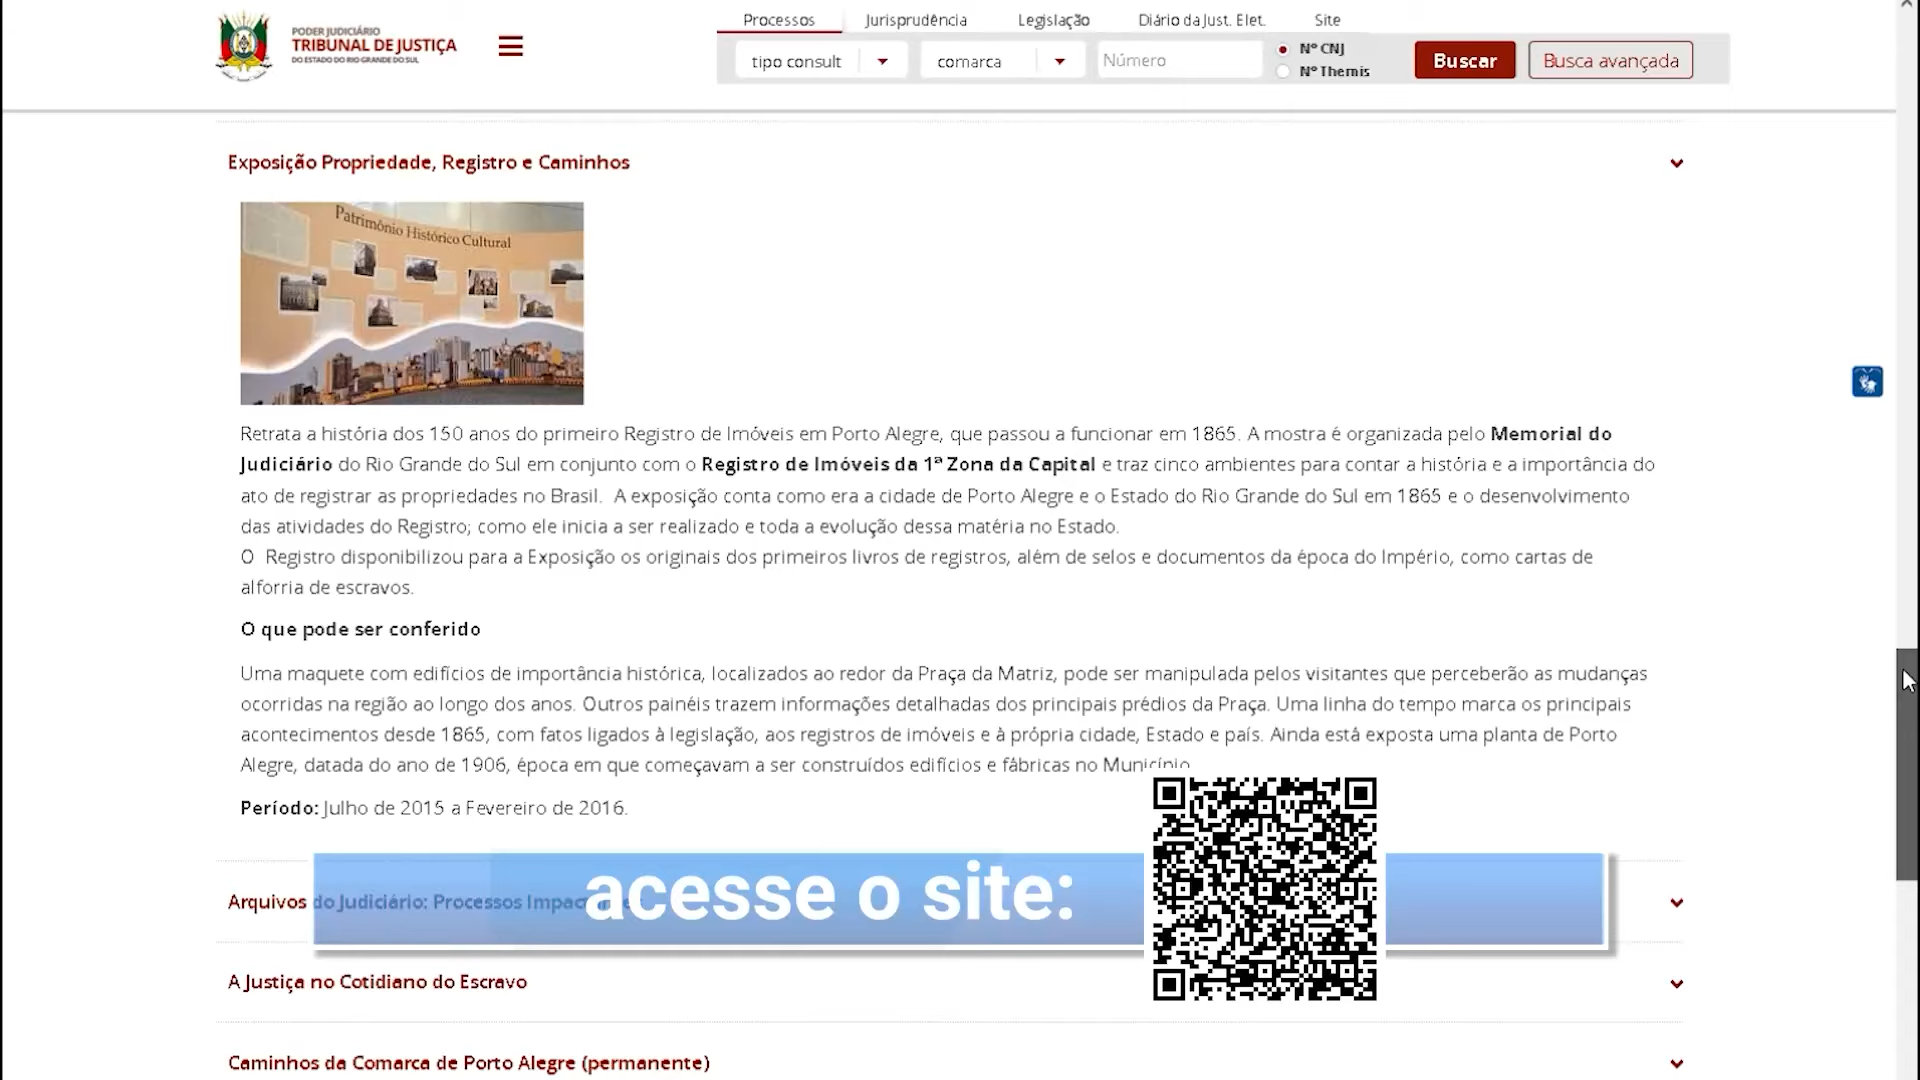 PODER JUDICIÁRIO
TRIBUNAL DE JUSTIÇA
DO ESTADO DO RIO GRANDE DO SUL
Processos Jurisprudência Legislação Diário da Just. Elet. Site
tipo consult comarca Número
Nº CNJ
Nº Themis
Buscar Busca avançada
Exposição Propriedade, Registro e Caminhos
Patrimônio Histórico Cultural
Retrata a história dos 150 anos do primeiro Registro de Imóveis em Porto Alegre, que passou a funcionar em 1865. A mostra é organizada pelo Memorial do
Judiciário do Rio Grande do Sul em conjunto com o Registro de Imóveis da 1ª Zona da Capital e traz cinco ambientes para contar a história e a importância do
ato de registrar as propriedades no Brasil. A exposição conta como era a cidade de Porto Alegre e o Estado do Rio Grande do Sul em 1865 e o desenvolvimento
das atividades do Registro; como ele inicia a ser realizado e toda a evolução dessa matéria no Estado.
O Registro disponibilizou para a Exposição os originais dos primeiros livros de registros, além de selos e documentos da época do Império, como cartas de
alforria de escravos.
O que pode ser conferido
Uma maquete com edifícios de importância histórica, localizados ao redor da Praça da Matriz, pode ser manipulada pelos visitantes que perceberão as mudanças
ocorridas na região ao longo dos anos. Outros painéis trazem informações detalhadas dos principais prédios da Praça. Uma linha do tempo marca os principais
acontecimentos desde 1865, com fatos ligados à legislação, aos registros de imóveis e à própria cidade, Estado e país. Ainda está exposta uma planta de Porto
Alegre, datada do ano de 1906, época em que começavam a ser construídos edifícios e fábricas no Município
Período: Julho de 2015 a Fevereiro de 2016.
Arquivos do Judiciário: Processos
acesse o site:
A Justiça no Cotidiano do Escravo
Caminhos da Comarca de Porto Alegre (permanente)